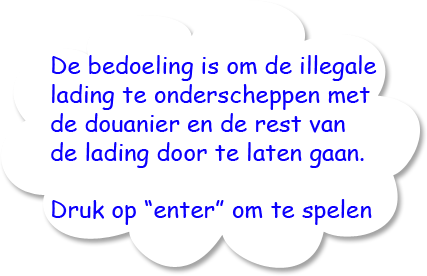 De bedoeling is om de illegale
lading te onderscheppen met
de douanier en de rest van
de lading door te laten gaan.
Druk op “enter” om te spelen